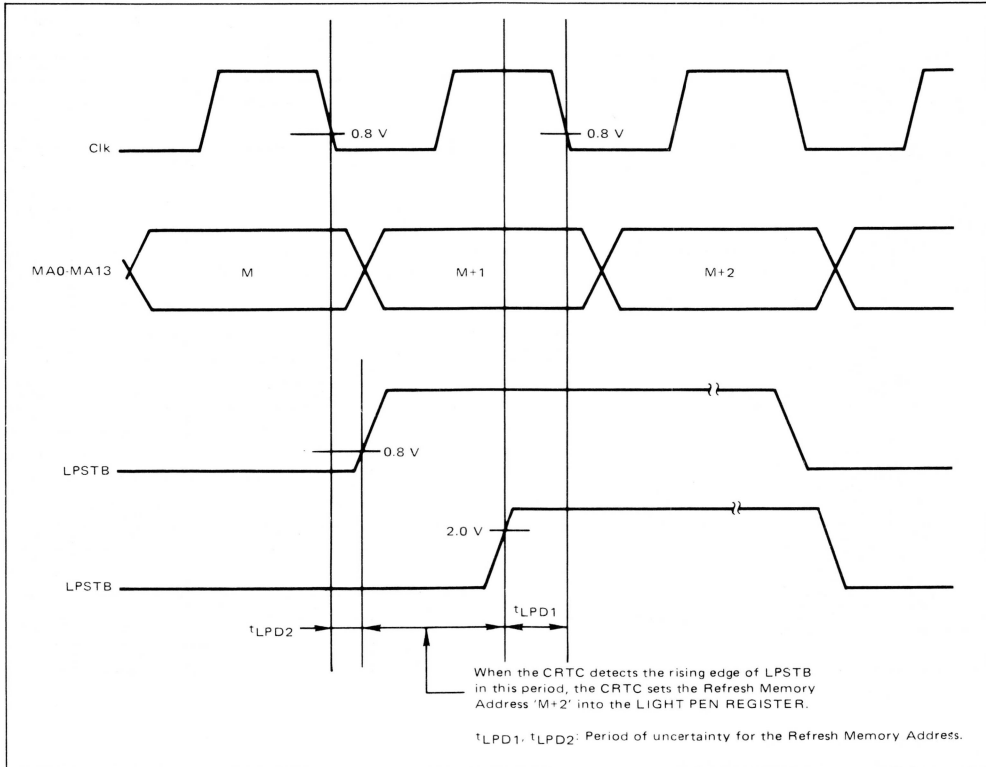 0.8 V
0.8 V
Clk
MA0-MA13
M
M+1
M+2
0.8 V
LPSTB
2.0 V
LPSTB
tLPD1
tLPD2
When the CRTC detects the rising edge of LPSTB
in this period, the CRTC sets the Refresh Memory
Address 'M+2' into the LIGHT PEN REGISTER.
tLPD1, tLPD2: Period of uncertainty for the Refresh Memory Address.